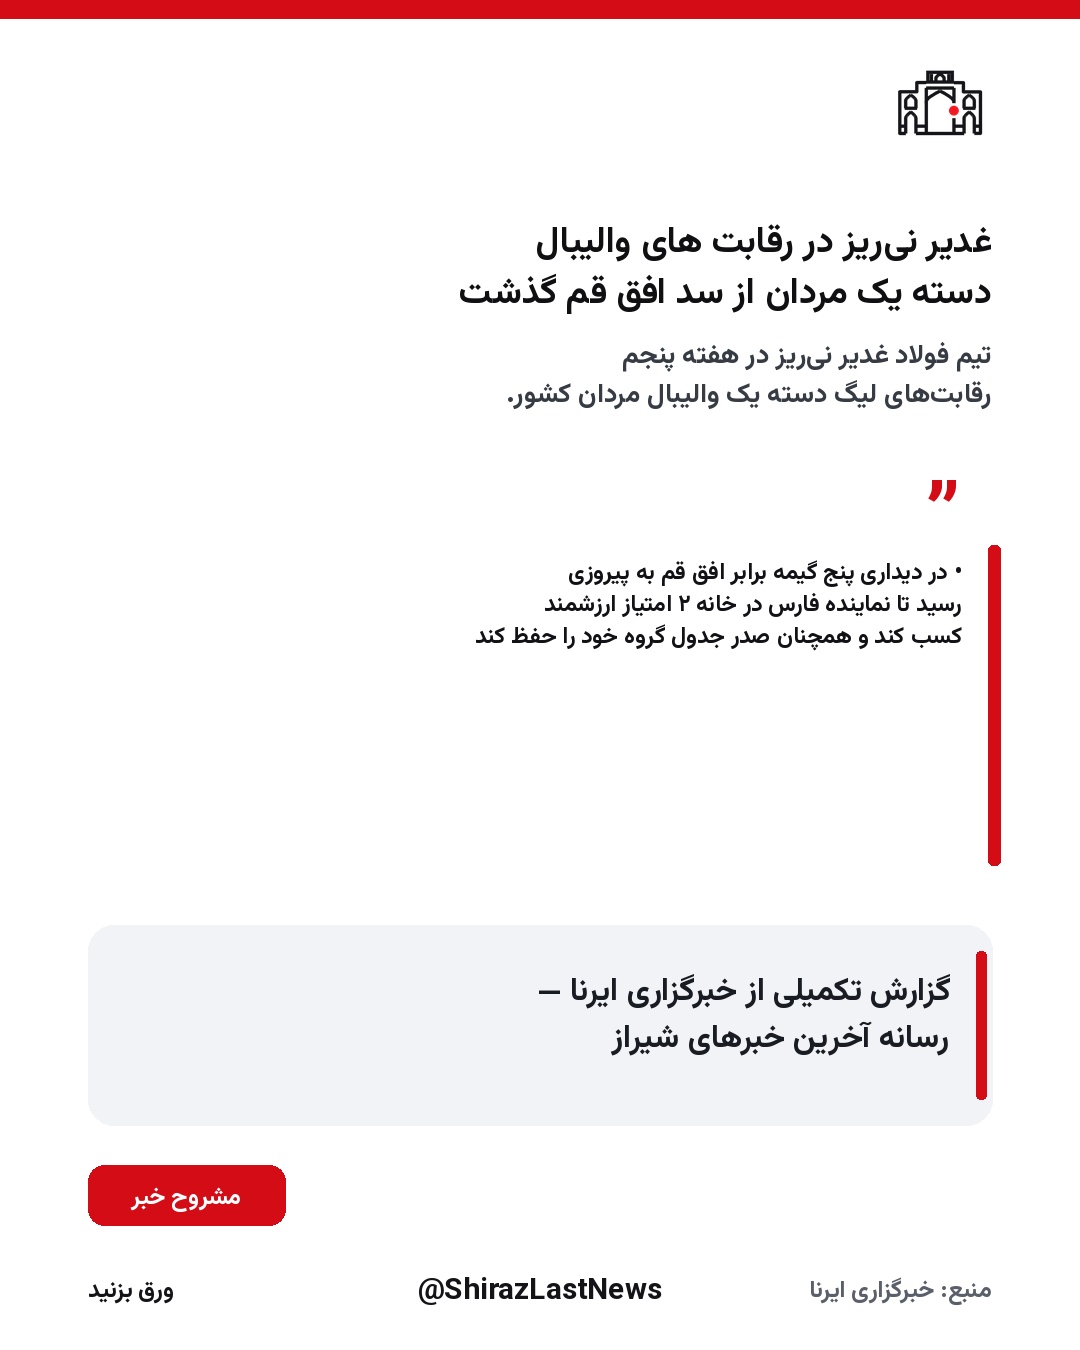 غدیر نی‌ریز در رقابت های والیبال
دسته یک مردان از سد افق قم گذشت
تیم فولاد غدیر نی‌ریز در هفته پنجم
رقابت‌های لیگ دسته یک والیبال مردان کشور.
”
• در دیداری پنج گیمه برابر افق قم به پیروزی
رسید تا نماینده فارس در خانه ۲ امتیاز ارزشمند
کسب کند و همچنان صدر جدول گروه خود را حفظ کند
گزارش تکمیلی از خبرگزاری ایرنا —
رسانه آخرین خبرهای شیراز
مشروح خبر
منبع: خبرگزاری ایرنا
@ShirazLastNews
ورق بزنید